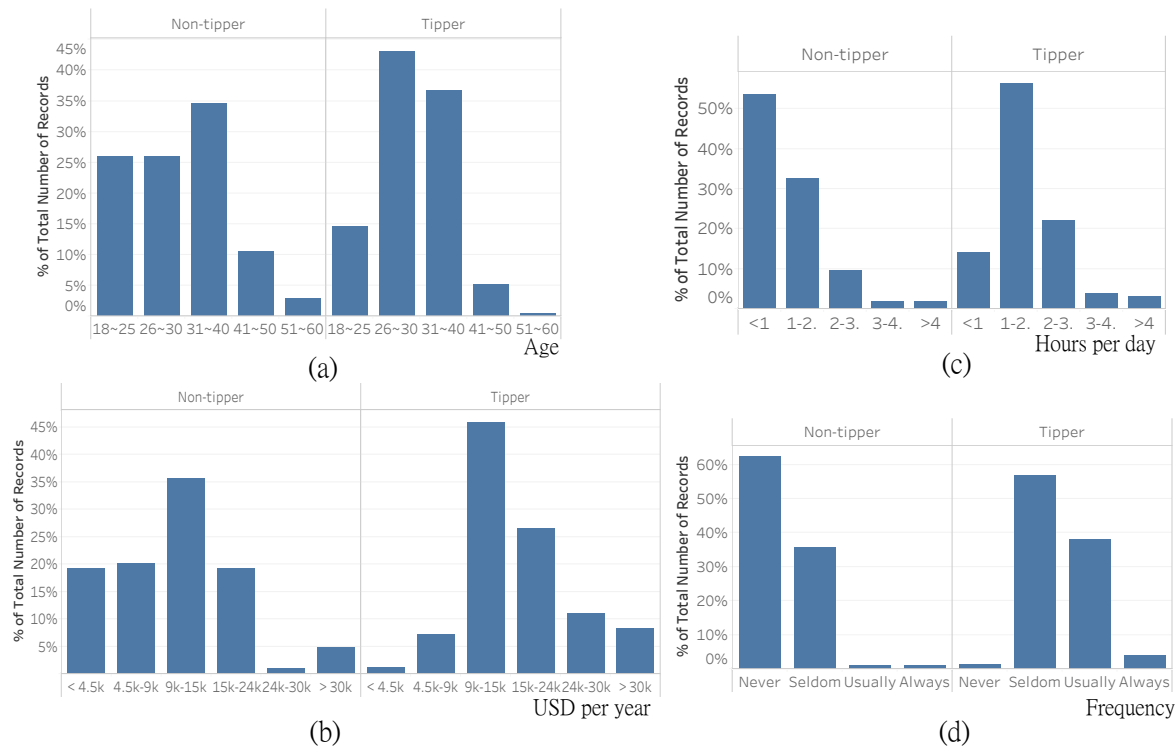 Non-tipper Tipper
% of Total Number of Records
45%
40%
35%
30%
25%
20%
15%
10%
5%
0%
18~25 26~30 31~40 41~50 51~60 18~25 26~30 31~40 41~50 51~60
Age
(a)
Non-tipper Tipper
% of Total Number of Records
45%
40%
35%
30%
25%
20%
15%
10%
5%
< 4.5k 4.5k-9k 9k-15k 15k-24k 24k-30k > 30k < 4.5k 4.5k-9k 9k-15k 15k-24k 24k-30k > 30k
USD per year
(b)
Non-tipper Tipper
% of Total Number of Records
50%
40%
30%
20%
10%
0%
<1 1-2. 2-3. 3-4. >4 <1 1-2. 2-3. 3-4. >4
Hours per day
(c)
Non-tipper Tipper
% of Total Number of Records
60%
50%
40%
30%
20%
10%
0%
Never Seldom Usually Always Never Seldom Usually Always
Frequency
(d)